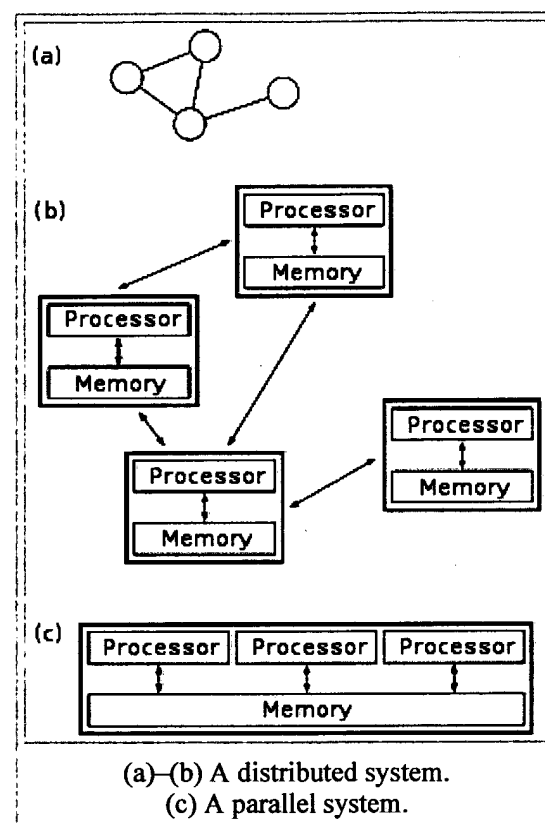 (a)
(b)
Processor
Memory
Processor
Memory
Processor
Memory
Processor
Memory
(c)
Processor Processor Processor
Memory
(a)–(b) A distributed system.
(c) A parallel system.